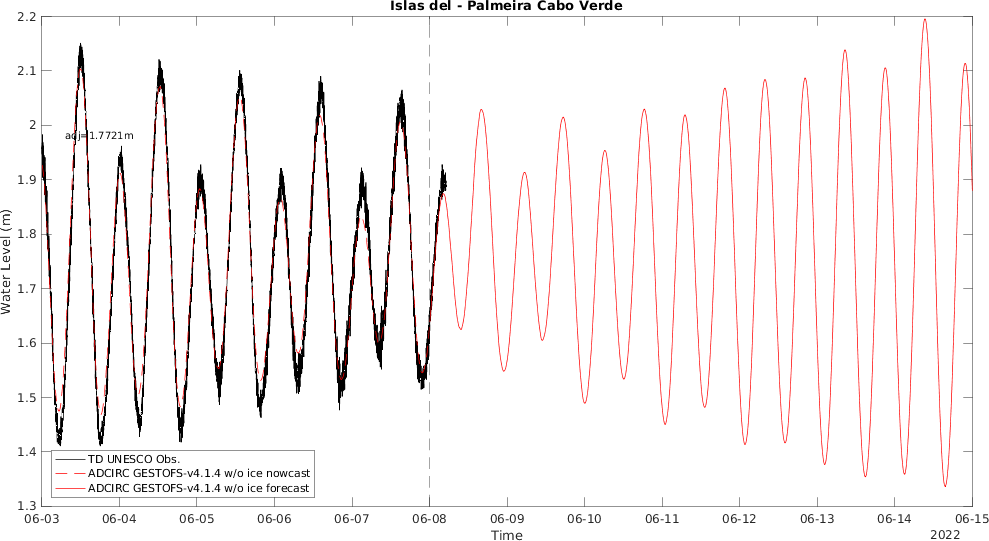 Islas del - Palmeira Cabo Verde
2.2
2.1
2
1.9
1.8
1.7
1.6
1.5
1.4
1.3
Water Level (m)
adj=1.7721m
TD UNESCO Obs.
ADCIRC GESTOFS-v4.1.4 w/o ice nowcast
ADCIRC GESTOFS-v4.1.4 w/o ice forecast
06-03 06-04 06-05 06-06 06-07 06-08 06-09 06-10 06-11 06-12 06-13 06-14 06-15
Time
2022